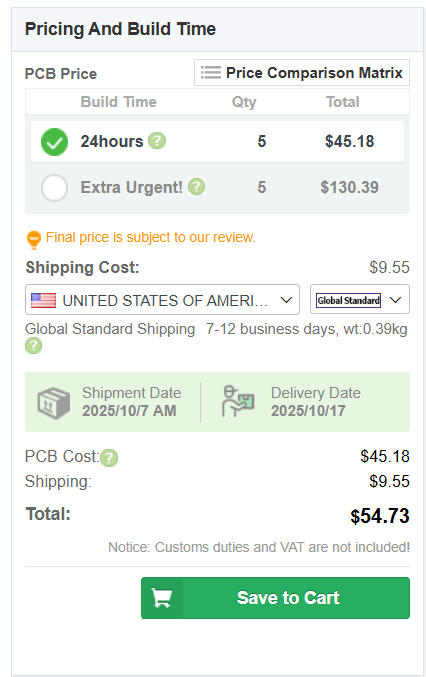 Pricing And Build Time
PCB Price
Price Comparison Matrix
Build Time Qty Total
24hours ? 5 $45.18
Extra Urgent! ? 5 $130.39
Final price is subject to our review.
Shipping Cost: $9.55
UNITED STATES OF AMERI... Global Standard
Global Standard Shipping 7-12 business days, wt:0.39kg
?
Shipment Date Delivery Date
2025/10/7 AM 2025/10/17
PCB Cost: ? $45.18
Shipping: $9.55
Total: $54.73
Notice: Customs duties and VAT are not included!
Save to Cart